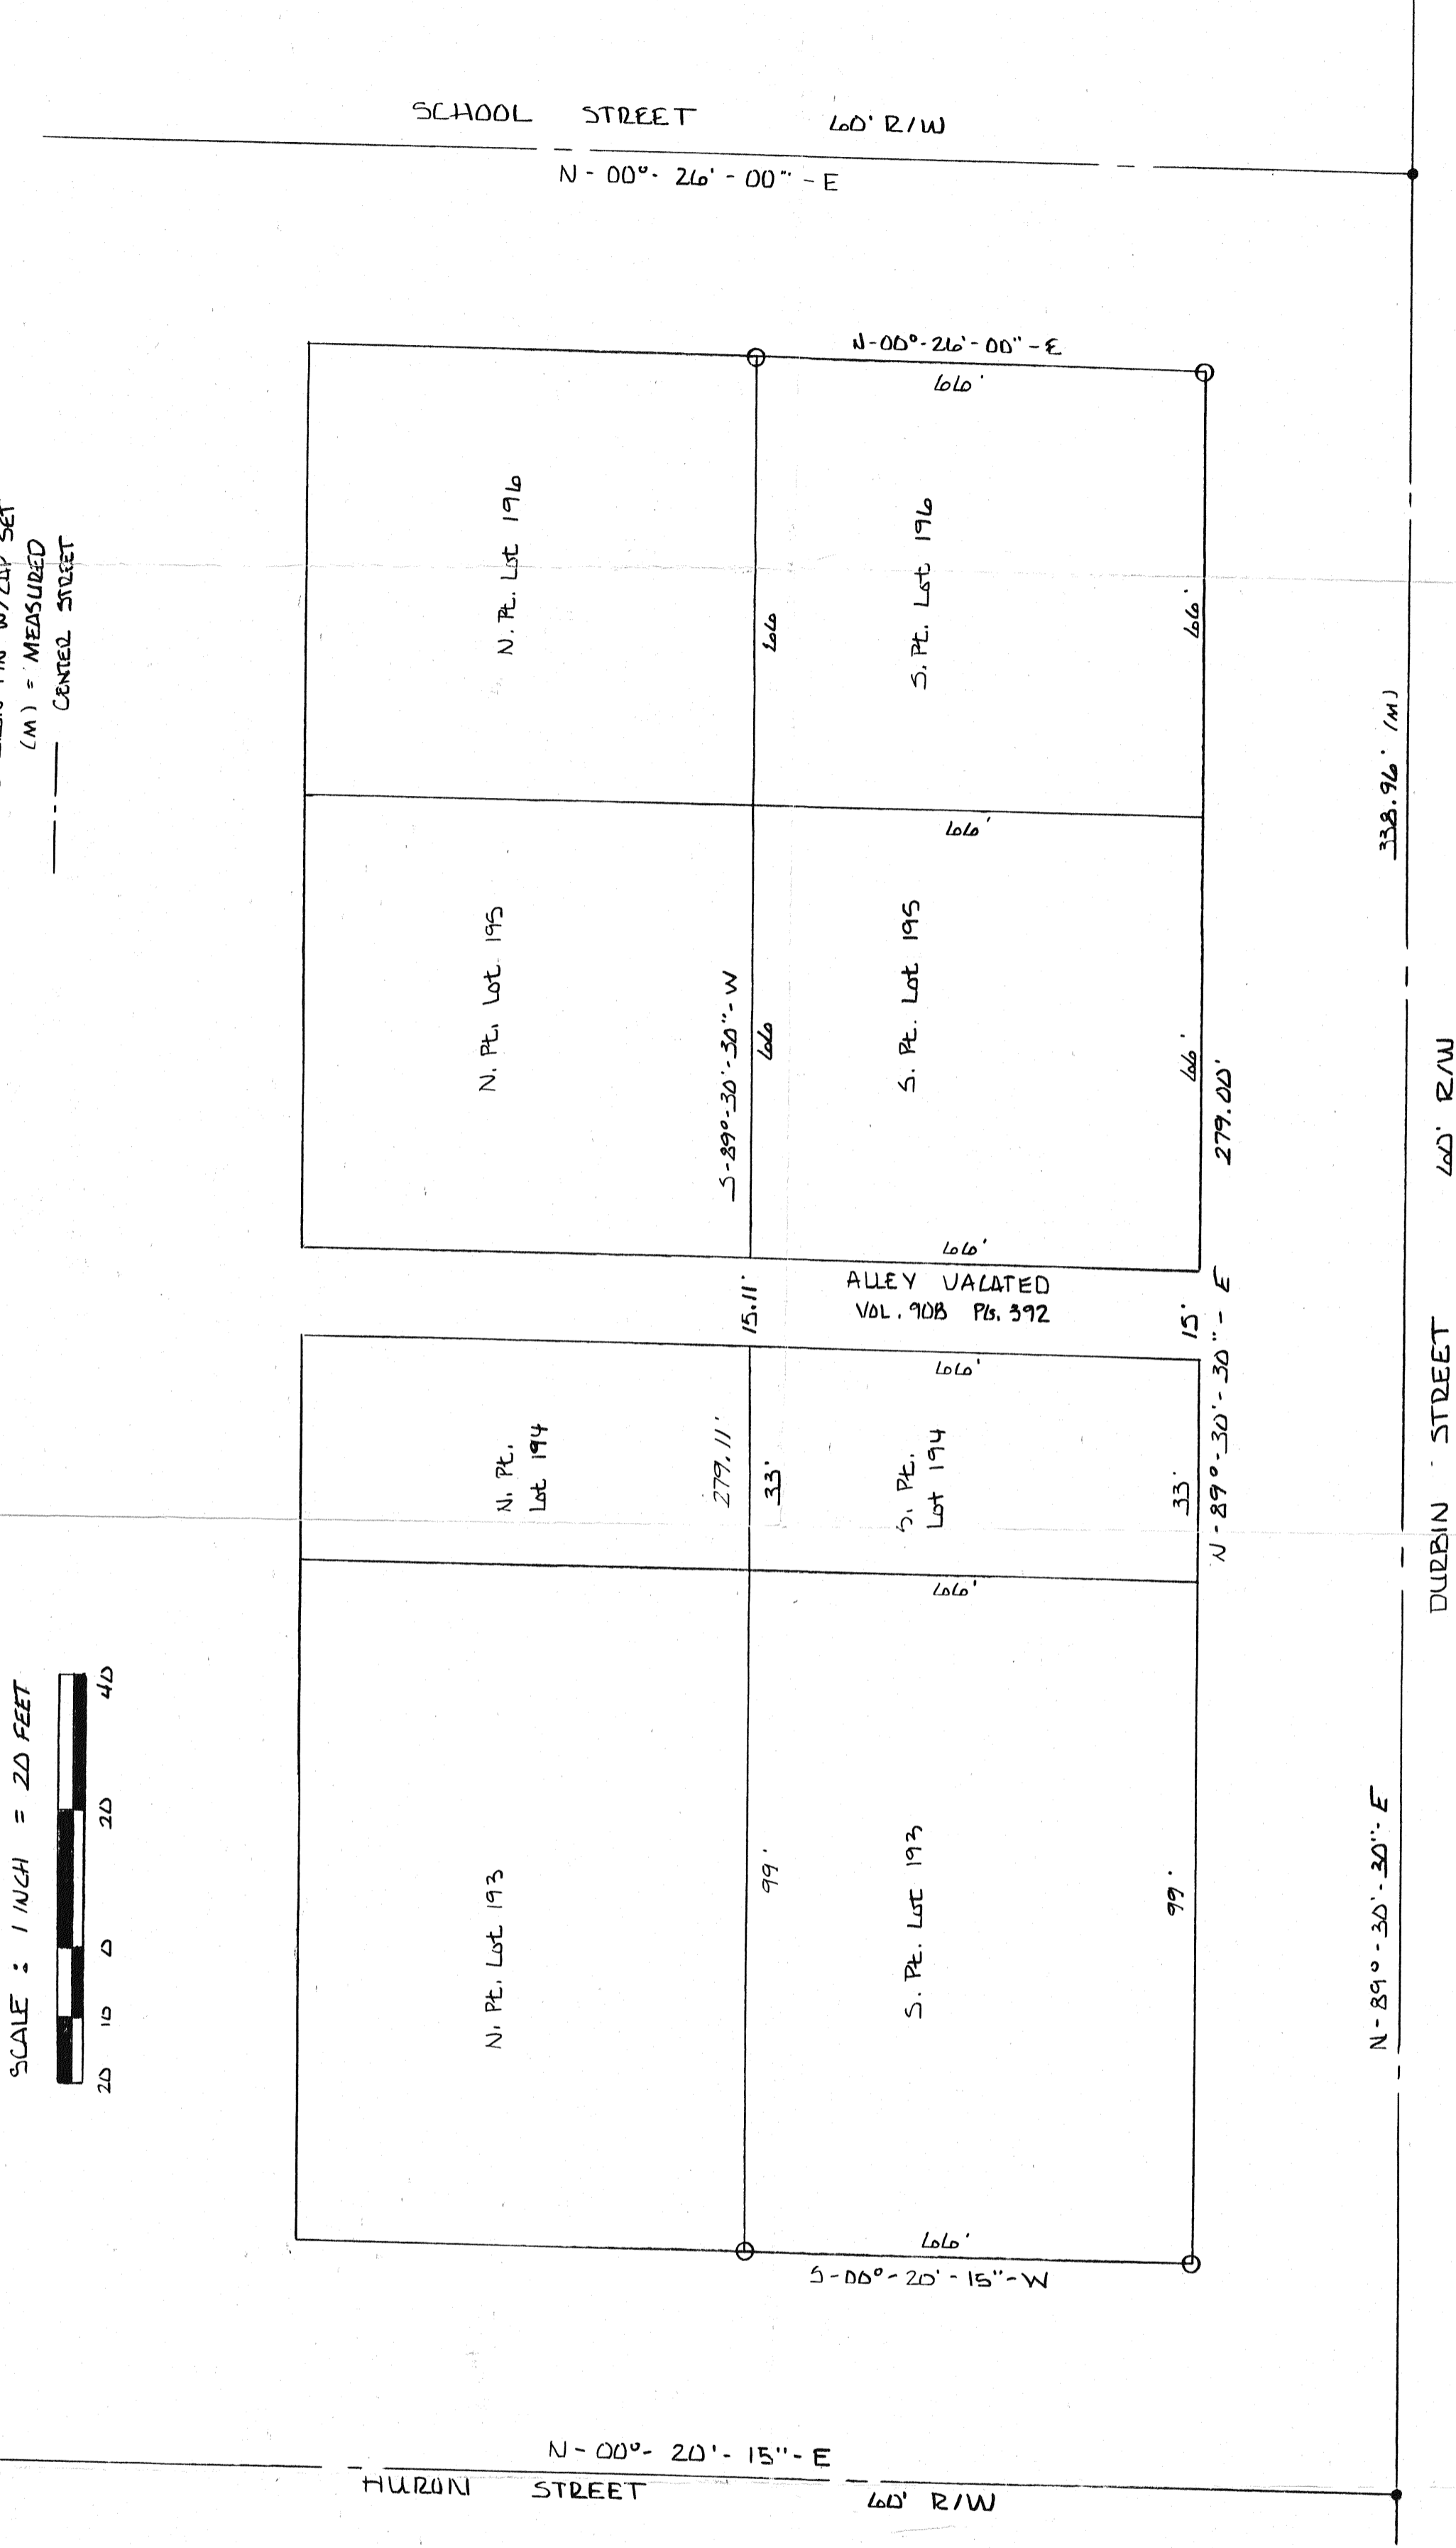 SCHOOL STREET 60' R/W
N - 00° - 26' - 00" - E
N-00°-26'-00"-E
66'
N. Pt. Lot 196
S. Pt. Lot 196
66
66'
W/CAP SET
(M) = MEASURED
CENTER STREET
66'
338.96' (M)
N. Pt. Lot 195
S. Pt. Lot 195
S-89°-30'-30"-W
66
66'
279.00'
66'
ALLEY VACATED
VOL. 90B PG. 392
15.11'
15'
N-89°-30'-30"-E
66'
N. Pt.
Lot 194
279.11'
33'
S. Pt.
Lot 194
33'
66'
DURBIN STREET 60' R/W
SCALE : 1 INCH = 20 FEET
20 10 0 20 40
N. Pt. Lot 193
99'
S. Pt. Lot 193
99'
N-89°-30'-30"-E
66'
S-00°-20'-15"-W
N-00°-20'-15"-E
HURON STREET 60' R/W